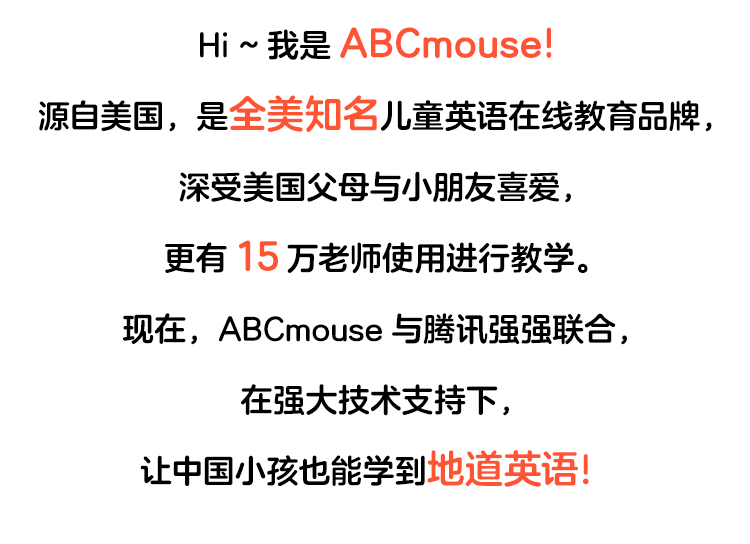 Hi ~ 我是 ABCmouse!
源自美国，是全美知名儿童英语在线教育品牌，
深受美国父母与小朋友喜爱，
更有 15 万老师使用进行教学。
现在，ABCmouse 与腾讯强强联合，
在强大技术支持下，
让中国小孩也能学到地道英语!